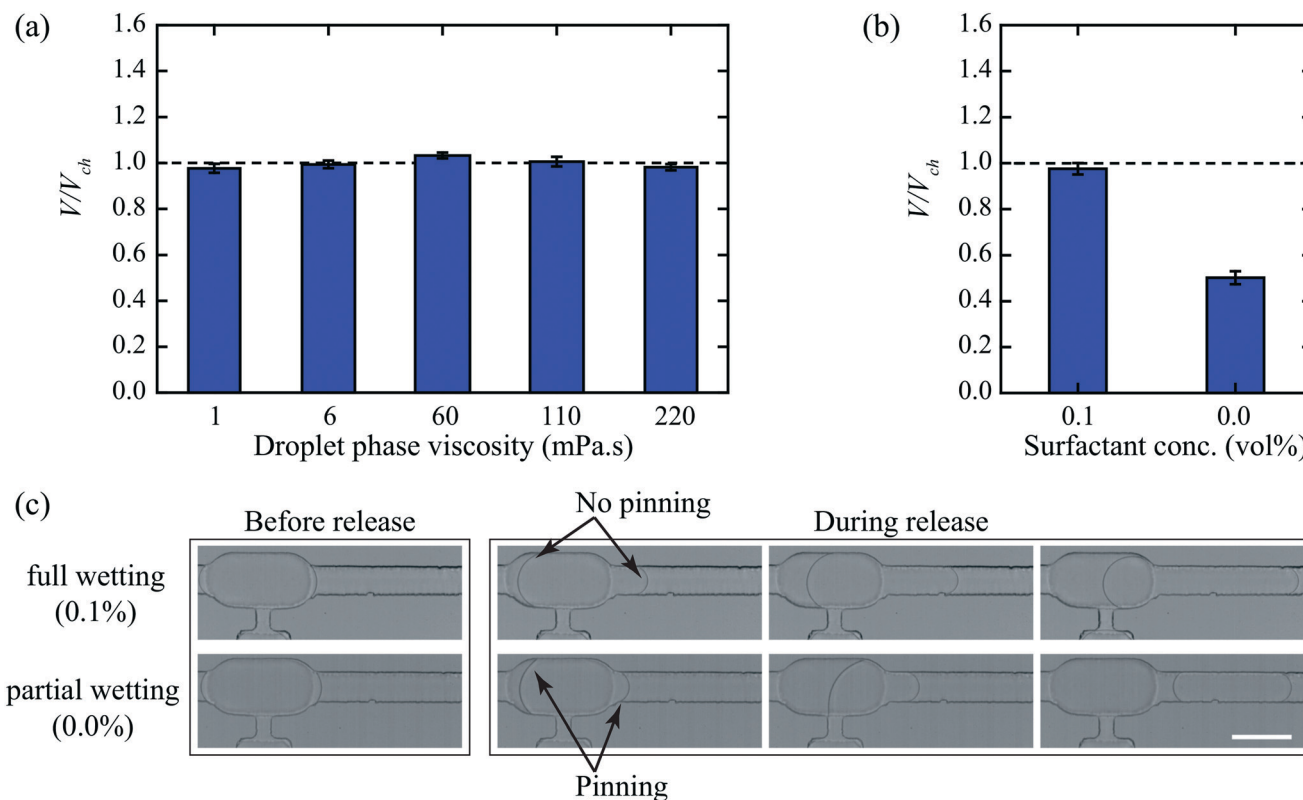 (a)
1.6
1.4
1.2
1.0
0.8
0.6
0.4
0.2
0.0
V/V_ch
1 6 60 110 220
Droplet phase viscosity (mPa.s)
(b)
1.6
1.4
1.2
1.0
0.8
0.6
0.4
0.2
0.0
V/V_ch
0.1 0.0
Surfactant conc. (vol%)
(c)
No pinning
Before release
During release
full wetting
(0.1%)
partial wetting
(0.0%)
Pinning